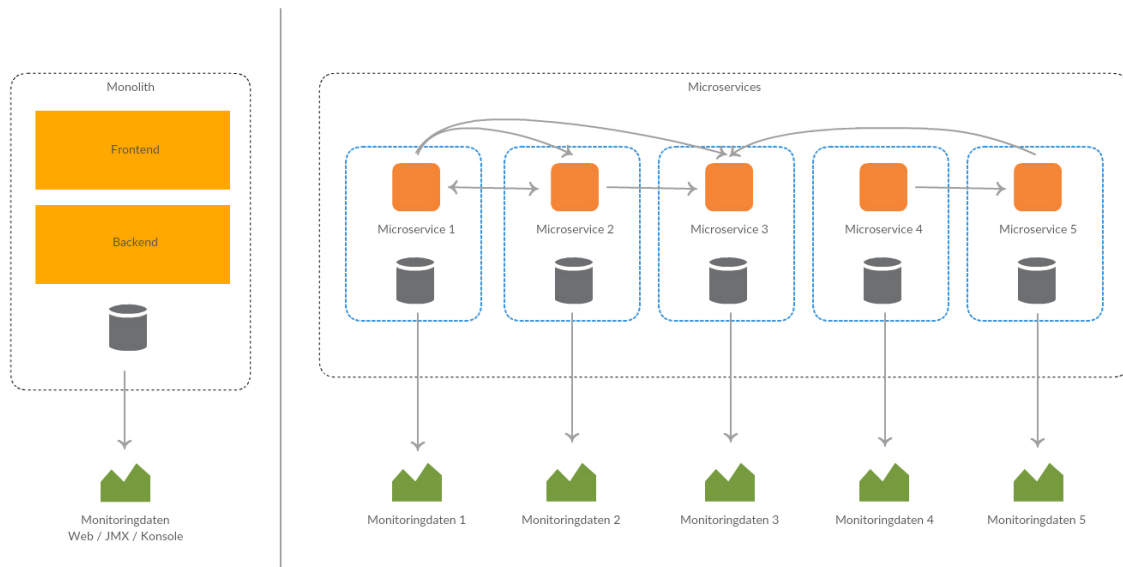 Monolith
Frontend
Backend
Monitoringdaten
Web / JMX / Konsole
Microservices
Microservice 1
Microservice 2
Microservice 3
Microservice 4
Microservice 5
Monitoringdaten 1
Monitoringdaten 2
Monitoringdaten 3
Monitoringdaten 4
Monitoringdaten 5